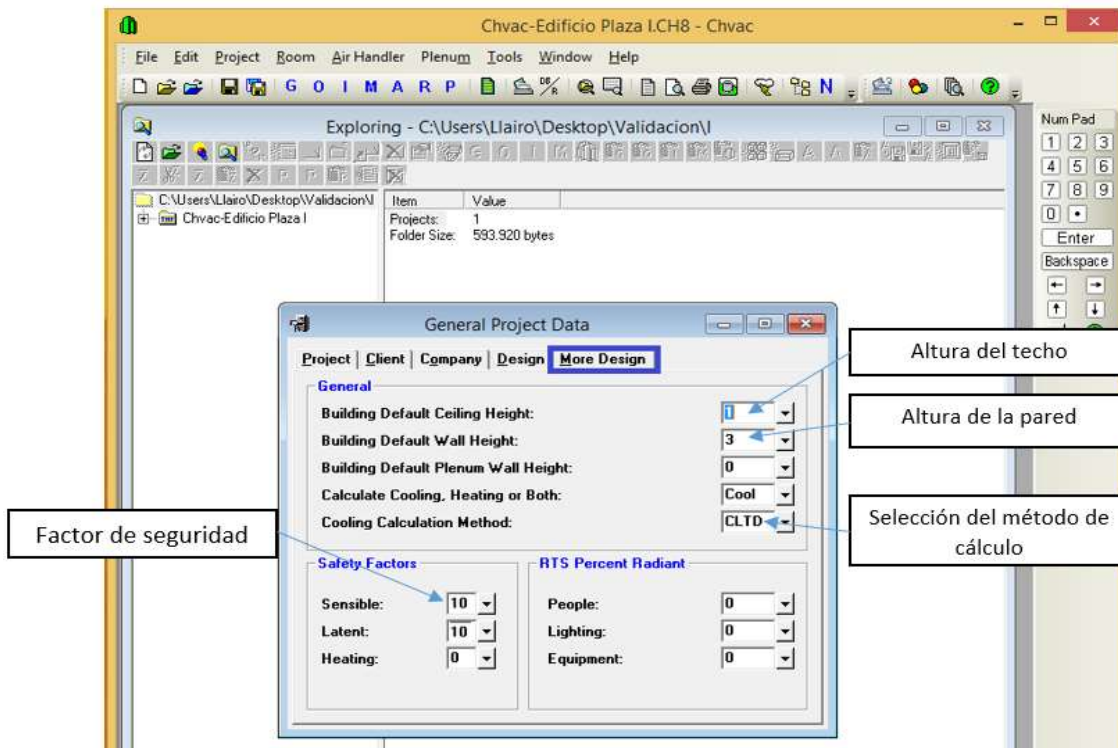 Chvac-Edificio Plaza I.CH8 - Chvac
File Edit Project Room Air Handler Plenum Tools Window Help
G O I M A R P DB/R N
Exploring - C:\Users\Llairo\Desktop\Validacion\I
C:\Users\Llairo\Desktop\Validacion\I
Chvac-Edificio Plaza I
Item Value
Projects: 1
Folder Size: 593.920 bytes
Num Pad
1 2 3
4 5 6
7 8 9
0 •
Enter
Backspace
General Project Data
Project | Client | Company | Design | More Design
General
Building Default Ceiling Height: 1
Building Default Wall Height: 3
Building Default Plenum Wall Height: 0
Calculate Cooling, Heating or Both: Cool
Cooling Calculation Method: CLTD
Safety Factors
Sensible: 10
Latent: 10
Heating: 0
RTS Percent Radiant
People: 0
Lighting: 0
Equipment: 0
Altura del techo
Altura de la pared
Selección del método de
cálculo
Factor de seguridad